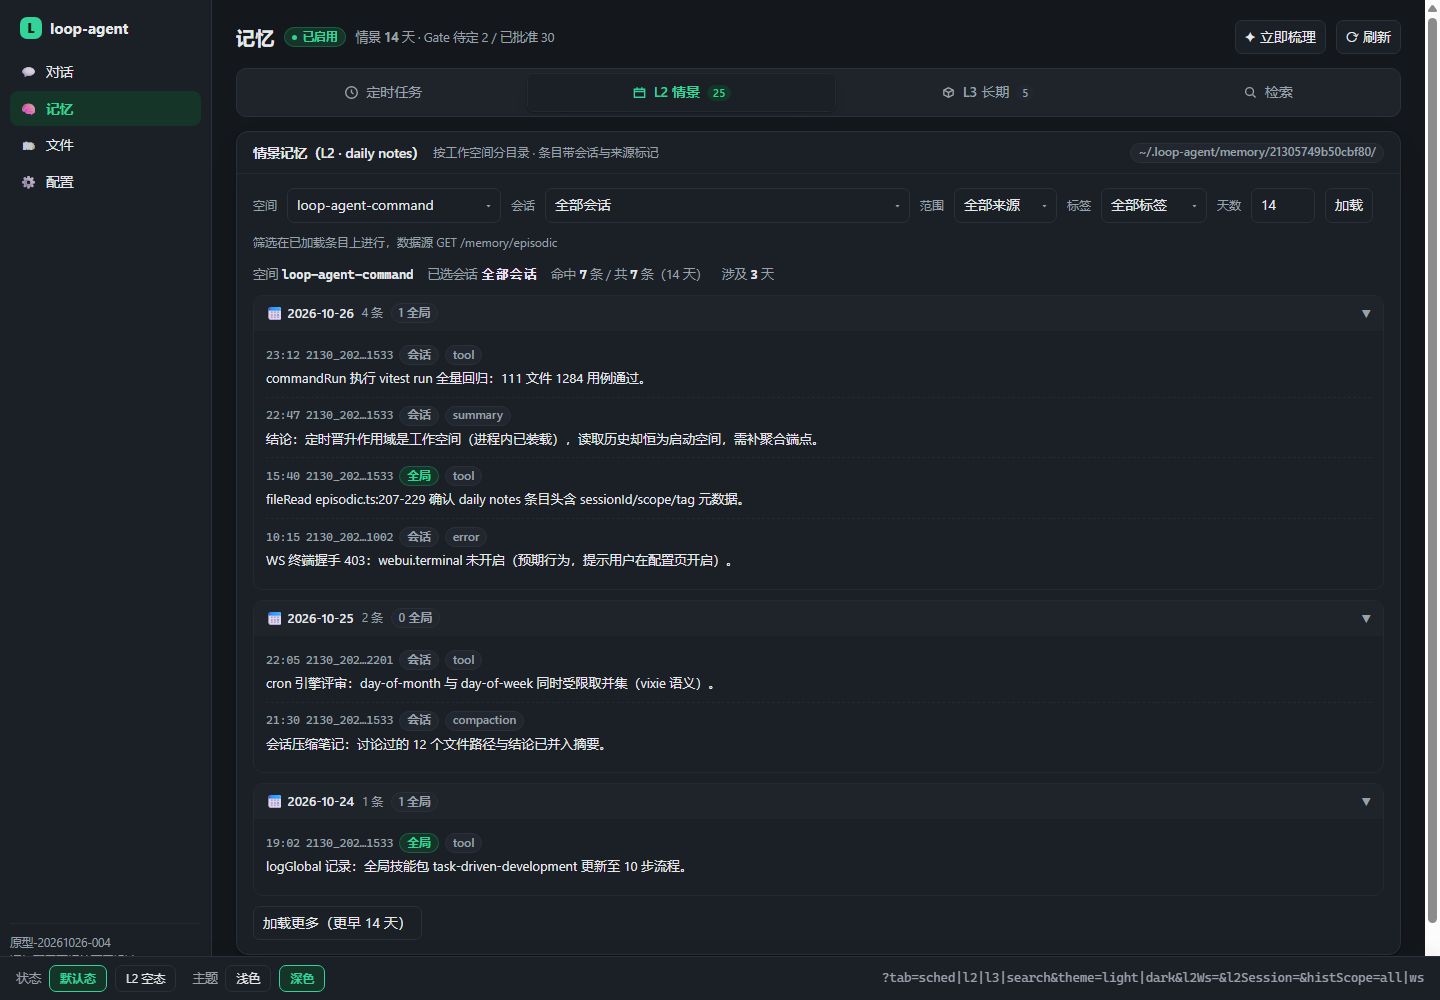 L loop-agent
对话
记忆
文件
配置
原型-20261026-004
记忆 已启用 情景 14 天 · Gate 待定 2 / 已批准 30
✦ 立即梳理 刷新
定时任务 L2 情景 25 L3 长期 5 检索
情景记忆（L2 · daily notes） 按工作空间分目录 · 条目带会话与来源标记 ~/.loop-agent/memory/21305749b50cbf80/
空间 loop-agent-command 会话 全部会话 范围 全部来源 标签 全部标签 天数 14 加载
筛选在已加载条目上进行，数据源 GET /memory/episodic
空间 loop-agent-command 已选会话 全部会话 命中 7 条 / 共 7 条（14 天） 涉及 3 天
2026-10-26 4 条 1 全局 ▼
23:12 2130_202…1533 会话 tool
commandRun 执行 vitest run 全量回归：111 文件 1284 用例通过。
22:47 2130_202…1533 会话 summary
结论：定时晋升作用域是工作空间（进程内已装载），读取历史却恒为启动空间，需补聚合端点。
15:40 2130_202…1533 全局 tool
fileRead episodic.ts:207-229 确认 daily notes 条目头含 sessionId/scope/tag 元数据。
10:15 2130_202…1002 会话 error
WS 终端握手 403：webui.terminal 未开启（预期行为，提示用户在配置页开启）。
2026-10-25 2 条 0 全局 ▼
22:05 2130_202…2201 会话 tool
cron 引擎评审：day-of-month 与 day-of-week 同时受限取并集（vixie 语义）。
21:30 2130_202…1533 会话 compaction
会话压缩笔记：讨论过的 12 个文件路径与结论已并入摘要。
2026-10-24 1 条 1 全局 ▼
19:02 2130_202…1533 全局 tool
logGlobal 记录：全局技能包 task-driven-development 更新至 10 步流程。
加载更多（更早 14 天）
状态 默认态 L2 空态 主题 浅色 深色 ?tab=sched|l2|l3|search&theme=light|dark&l2Ws=&l2Session=&histScope=all|ws